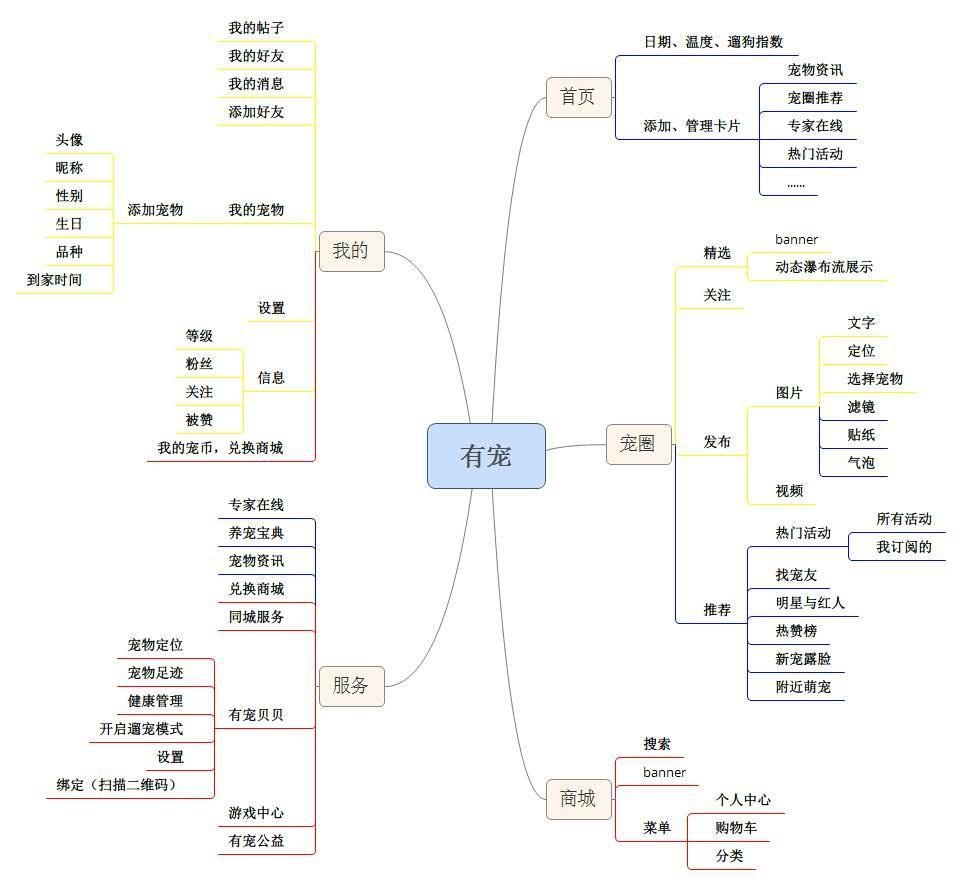 有宠
首页
日期、温度、遛狗指数
添加、管理卡片
宠物资讯
宠圈推荐
专家在线
热门活动
......
宠圈
精选
banner
动态瀑布流展示
关注
发布
图片
文字
定位
选择宠物
滤镜
贴纸
气泡
视频
推荐
热门活动
所有活动
我订阅的
找宠友
明星与红人
热赞榜
新宠露脸
附近萌宠
商城
搜索
banner
菜单
个人中心
购物车
分类
我的
我的帖子
我的好友
我的消息
添加好友
我的宠物
添加宠物
头像
昵称
性别
生日
品种
到家时间
设置
信息
等级
粉丝
关注
被赞
我的宠币，兑换商城
服务
专家在线
养宠宝典
宠物资讯
兑换商城
同城服务
有宠贝贝
宠物定位
宠物足迹
健康管理
开启遛宠模式
设置
绑定（扫描二维码）
游戏中心
有宠公益